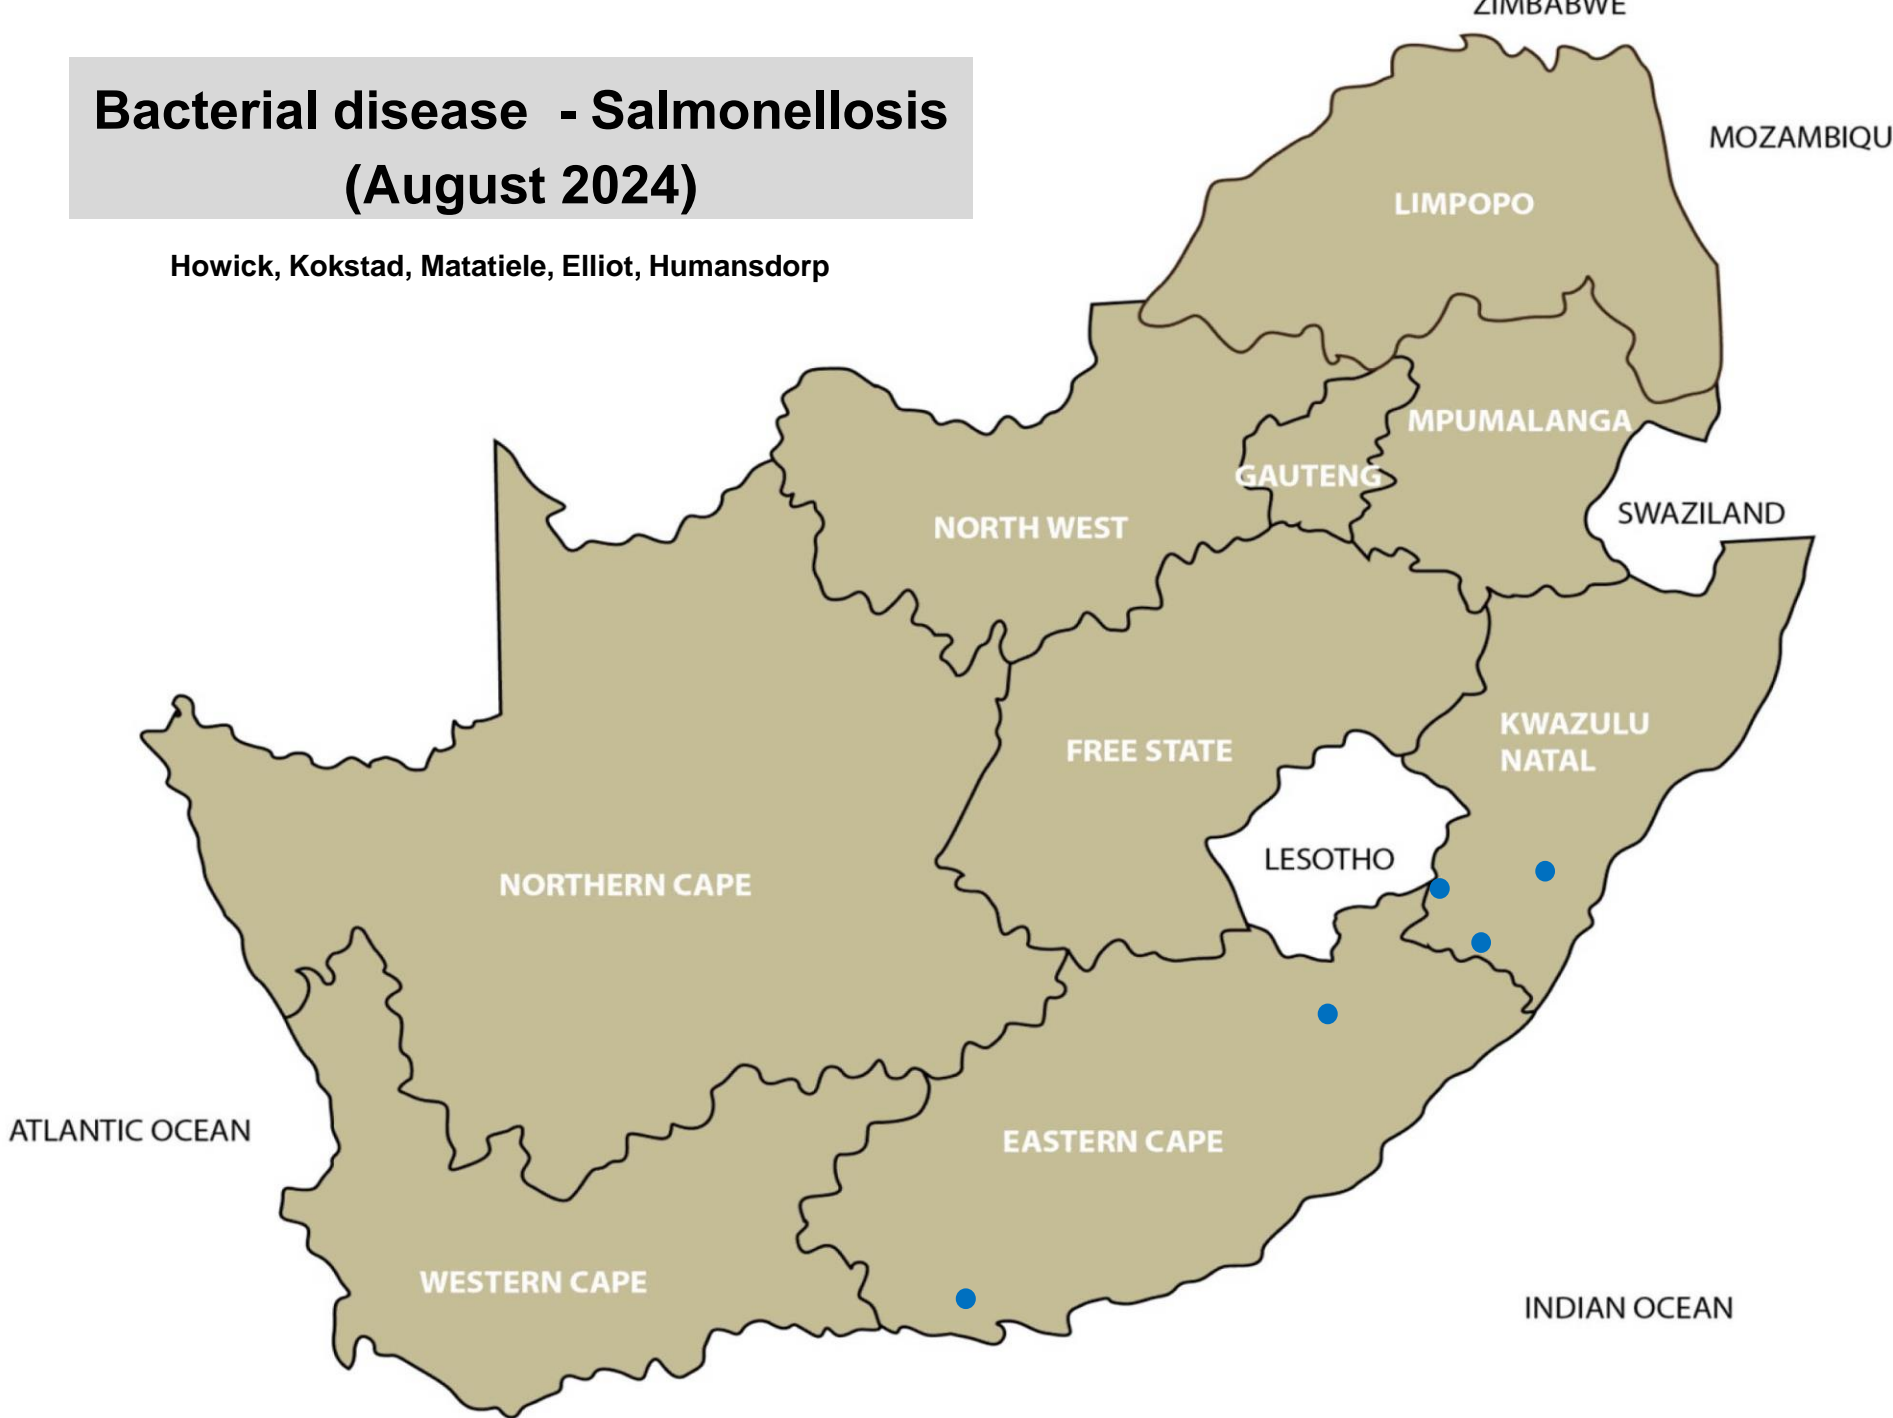 ZIMBABWE
Bacterial disease - Salmonellosis
(August 2024)
MOZAMBIQU
LIMPOPO
Howick, Kokstad, Matatiele, Elliot, Humansdorp
MPUMALANGA
GAUTENG
SWAZILAND
NORTH WEST
KWAZULU
NATAL
FREE STATE
LESOTHO
NORTHERN CAPE
ATLANTIC OCEAN
EASTERN CAPE
WESTERN CAPE
INDIAN OCEAN